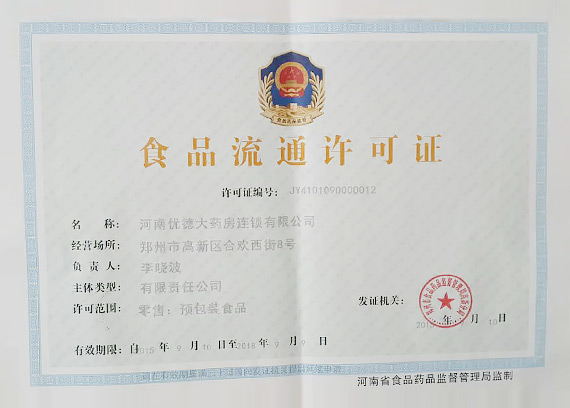 食品流通许可证
许可证编号: JY4101090000012
名 称: 河南优德大药房连锁有限公司
经营场所: 郑州市高新区合欢西街8号
负 责 人: 李晓波
主体类型: 有限责任公司
许可范围: 零售: 预包装食品
发证机关:
年 月 10 日
有效期限: 自2015 年 9 月10 日至2018 年 9 月 9 日
河南省食品药品监督管理局监制